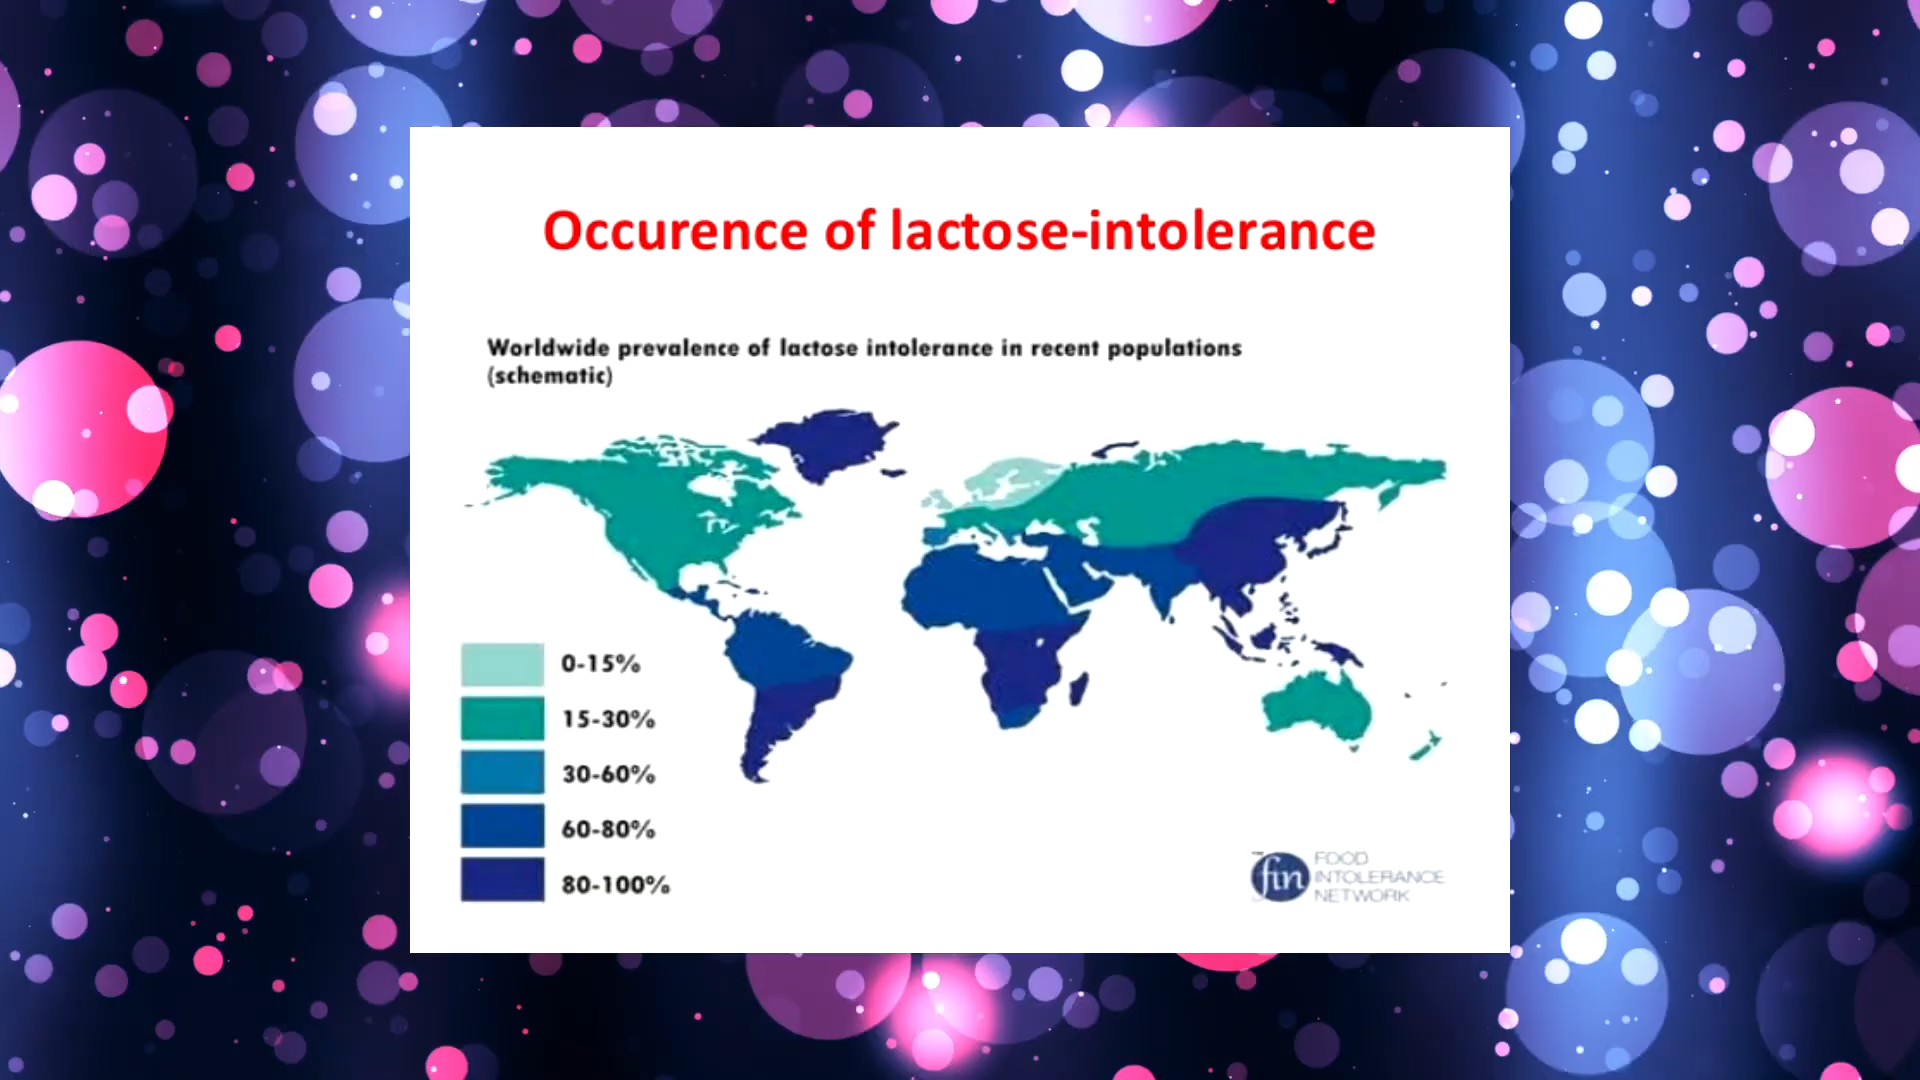 Occurence of lactose-intolerance
Worldwide prevalence of lactose intolerance in recent populations
(schematic)
0-15%
15-30%
30-60%
60-80%
80-100%
fin
FOOD
INTOLERANCE
NETWORK